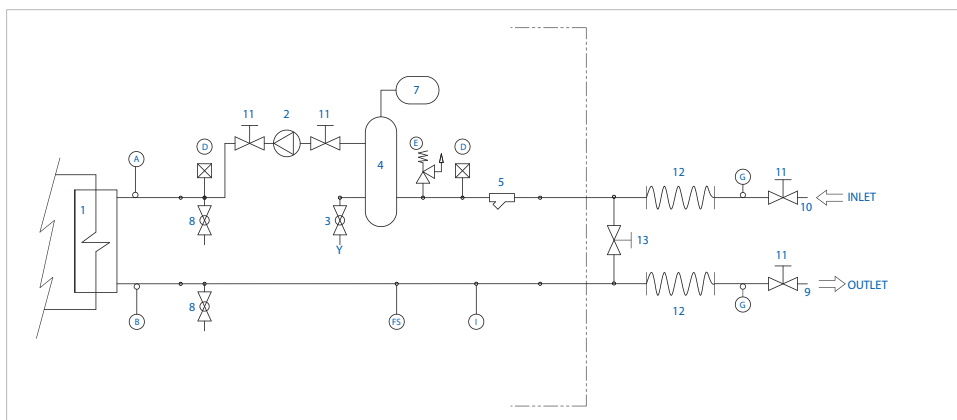 7
11 2 11
D E D
A 4 12 G 11
1 5 10 INLET
8 3
Y 13
11
9 OUTLET
8 12 G
B FS I